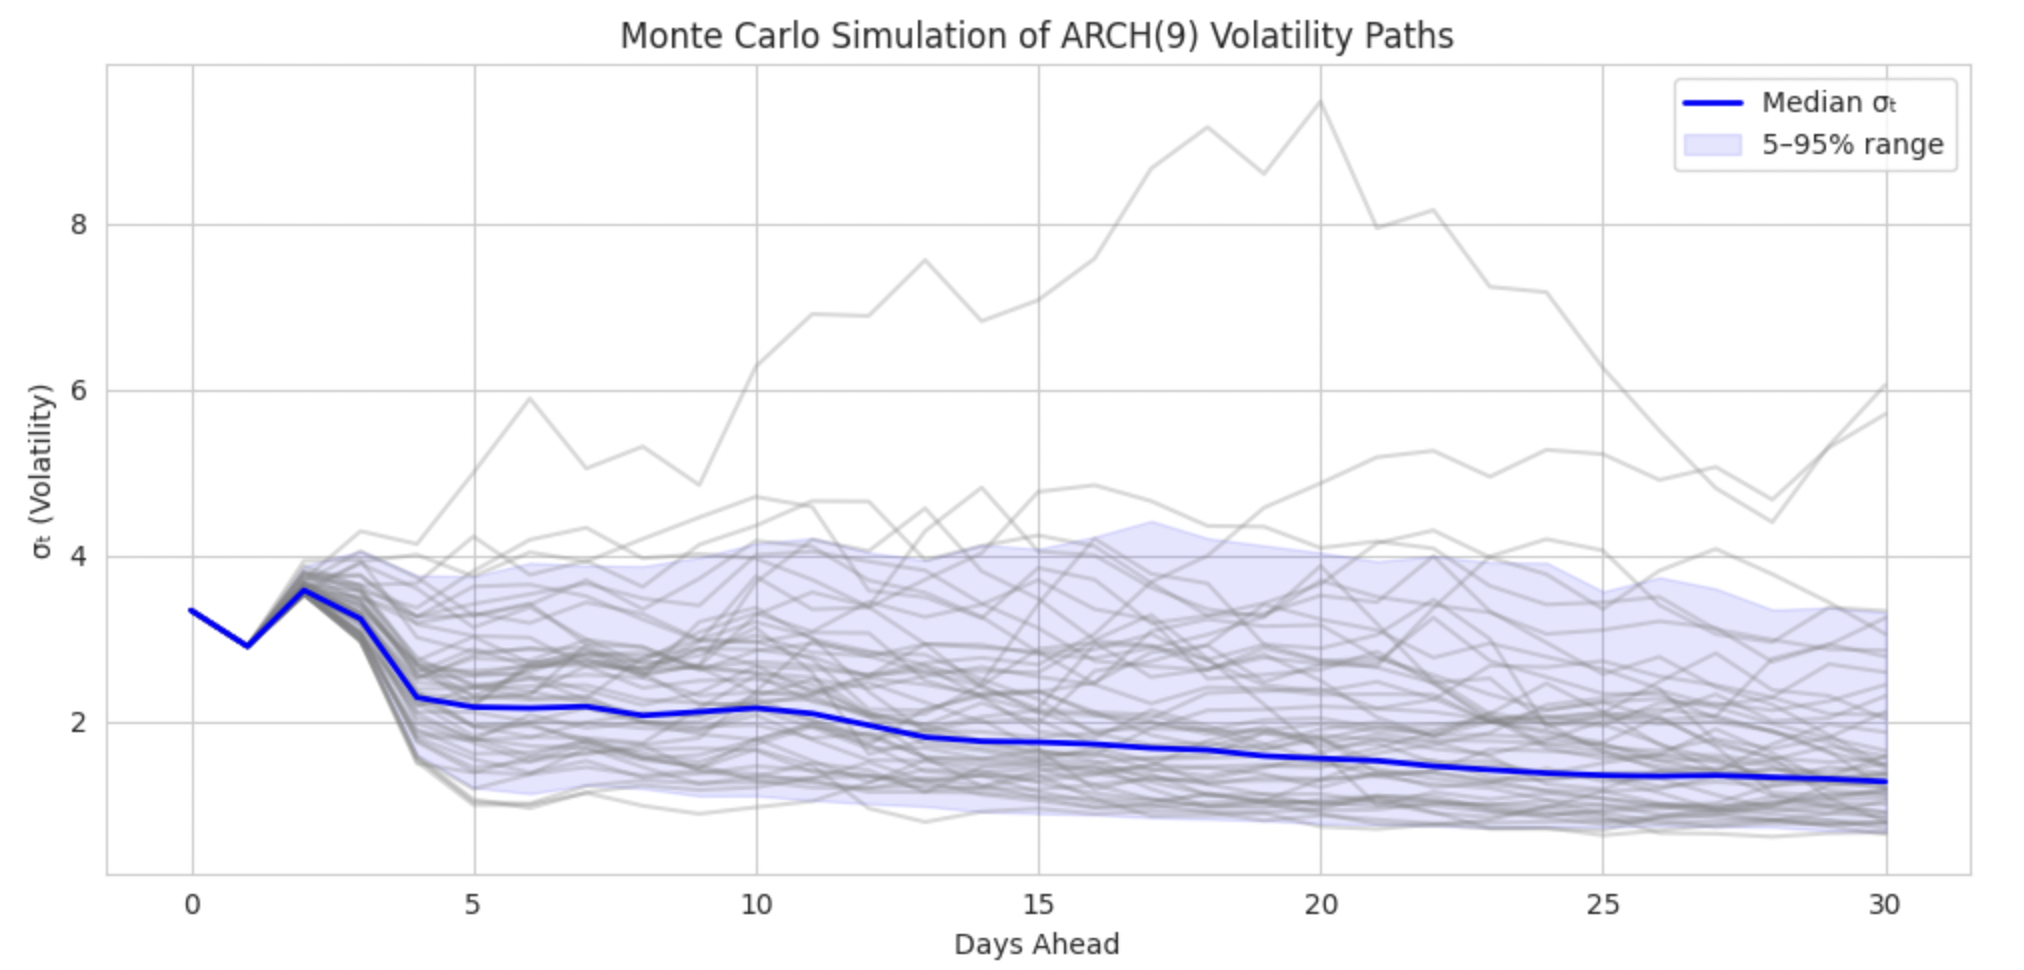 Monte Carlo Simulation of ARCH(9) Volatility Paths
Median σₜ
5–95% range
σₜ (Volatility)
8
6
4
2
0 5 10 15 20 25 30
Days Ahead